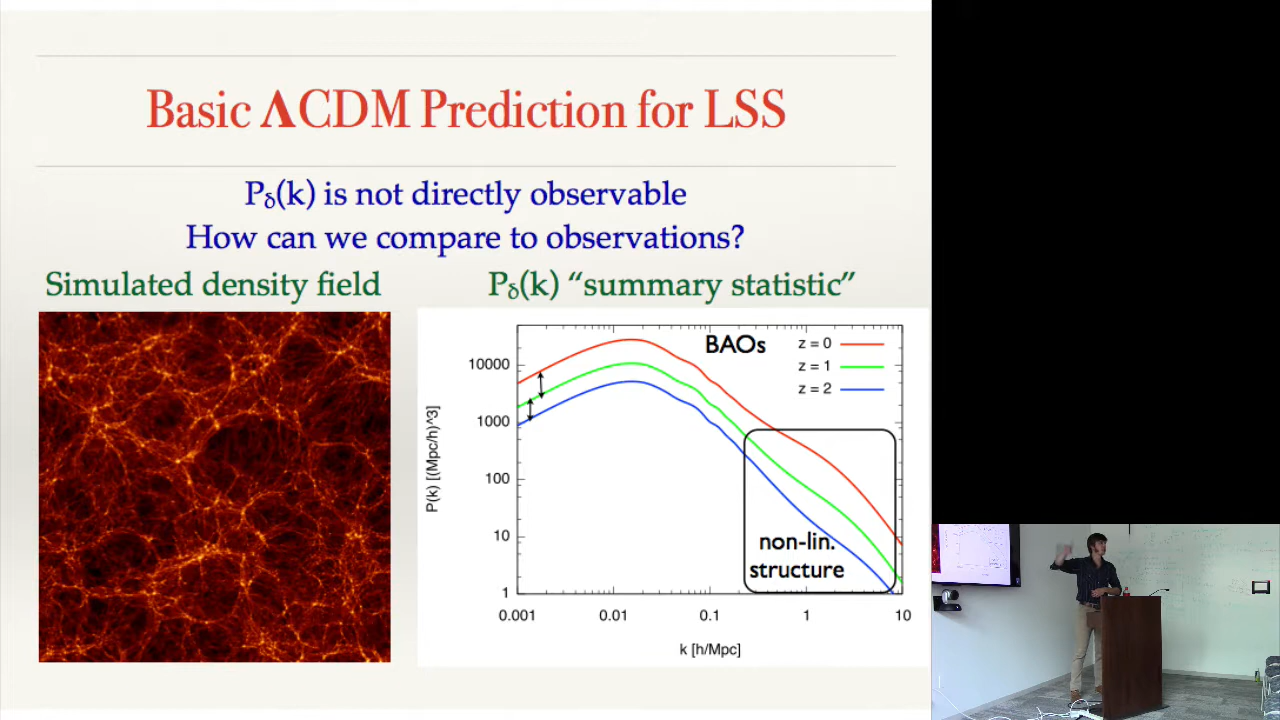 Basic ΛCDM Prediction for LSS
Pδ(k) is not directly observable
How can we compare to observations?
Simulated density field
Pδ(k) “summary statistic”
BAOs
z = 0
z = 1
z = 2
10000
1000
100
10
1
P(k) [(Mpc/h)^3]
non-lin.
structure
0.001
0.01
0.1
1
10
k [h/Mpc]